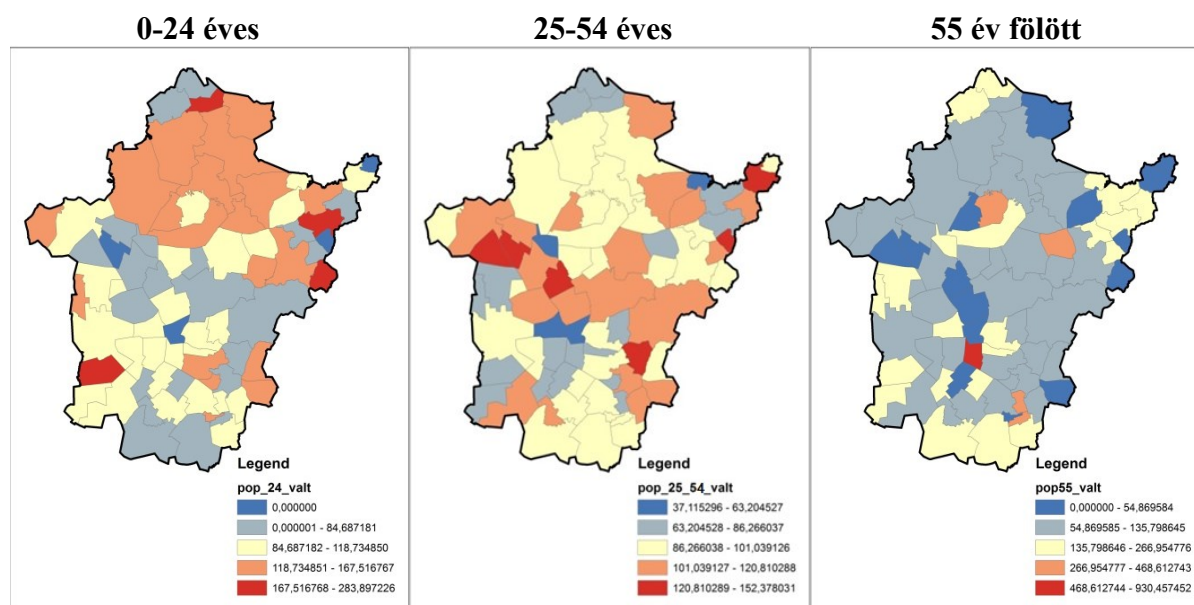 0-24 éves
25-54 éves
55 év fölött
Legend
pop_24_valt
0,000000
0,000001 - 84,687181
84,687182 - 118,734850
118,734851 - 167,516767
167,516768 - 283,897226
Legend
pop_25_54_valt
37,115296 - 63,204527
63,204528 - 86,266037
86,266038 - 101,039126
101,039127 - 120,810288
120,810289 - 152,378031
Legend
pop55_valt
0,000000 - 54,869584
54,869585 - 135,798645
135,798646 - 266,954776
266,954777 - 468,612743
468,612744 - 930,457452